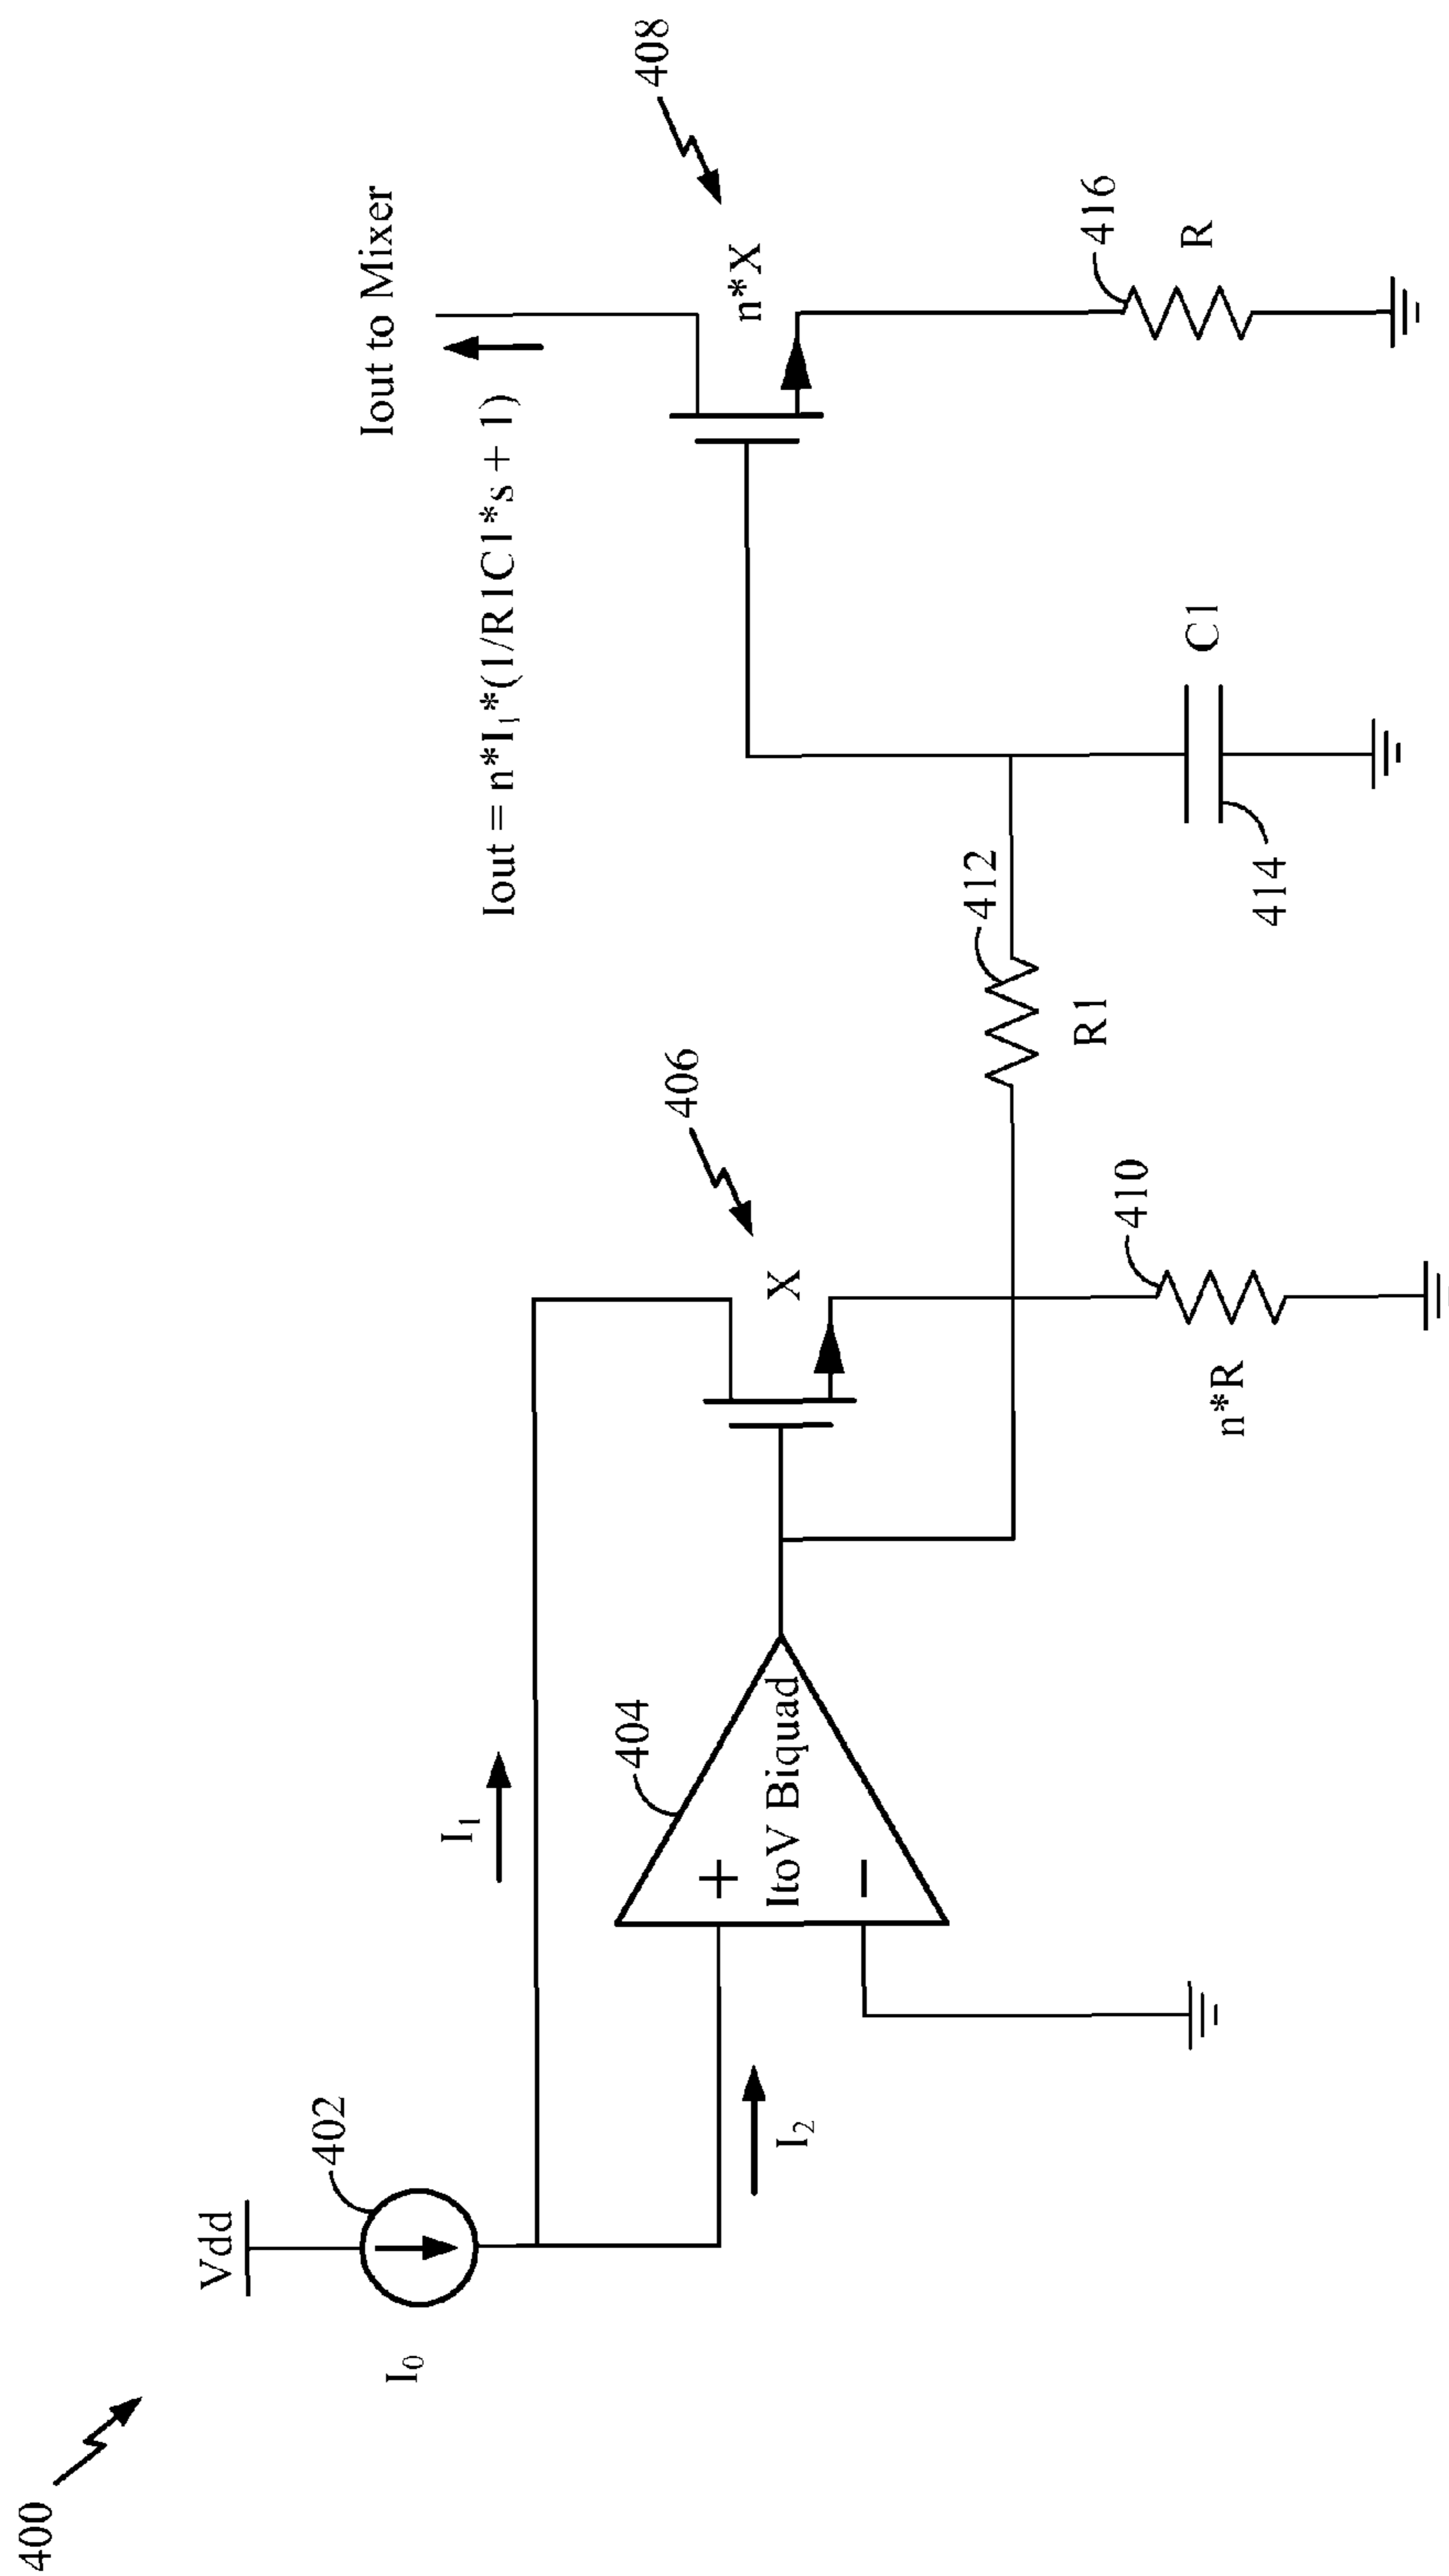 400
Vdd
402
I₀
I₁
I₂
404
+
ItoV Biquad
−
406
X
410
n*R
412
R1
414
C1
Iout to Mixer
Iout = n*I₁*(1/R1C1*s + 1)
408
n*X
416
R